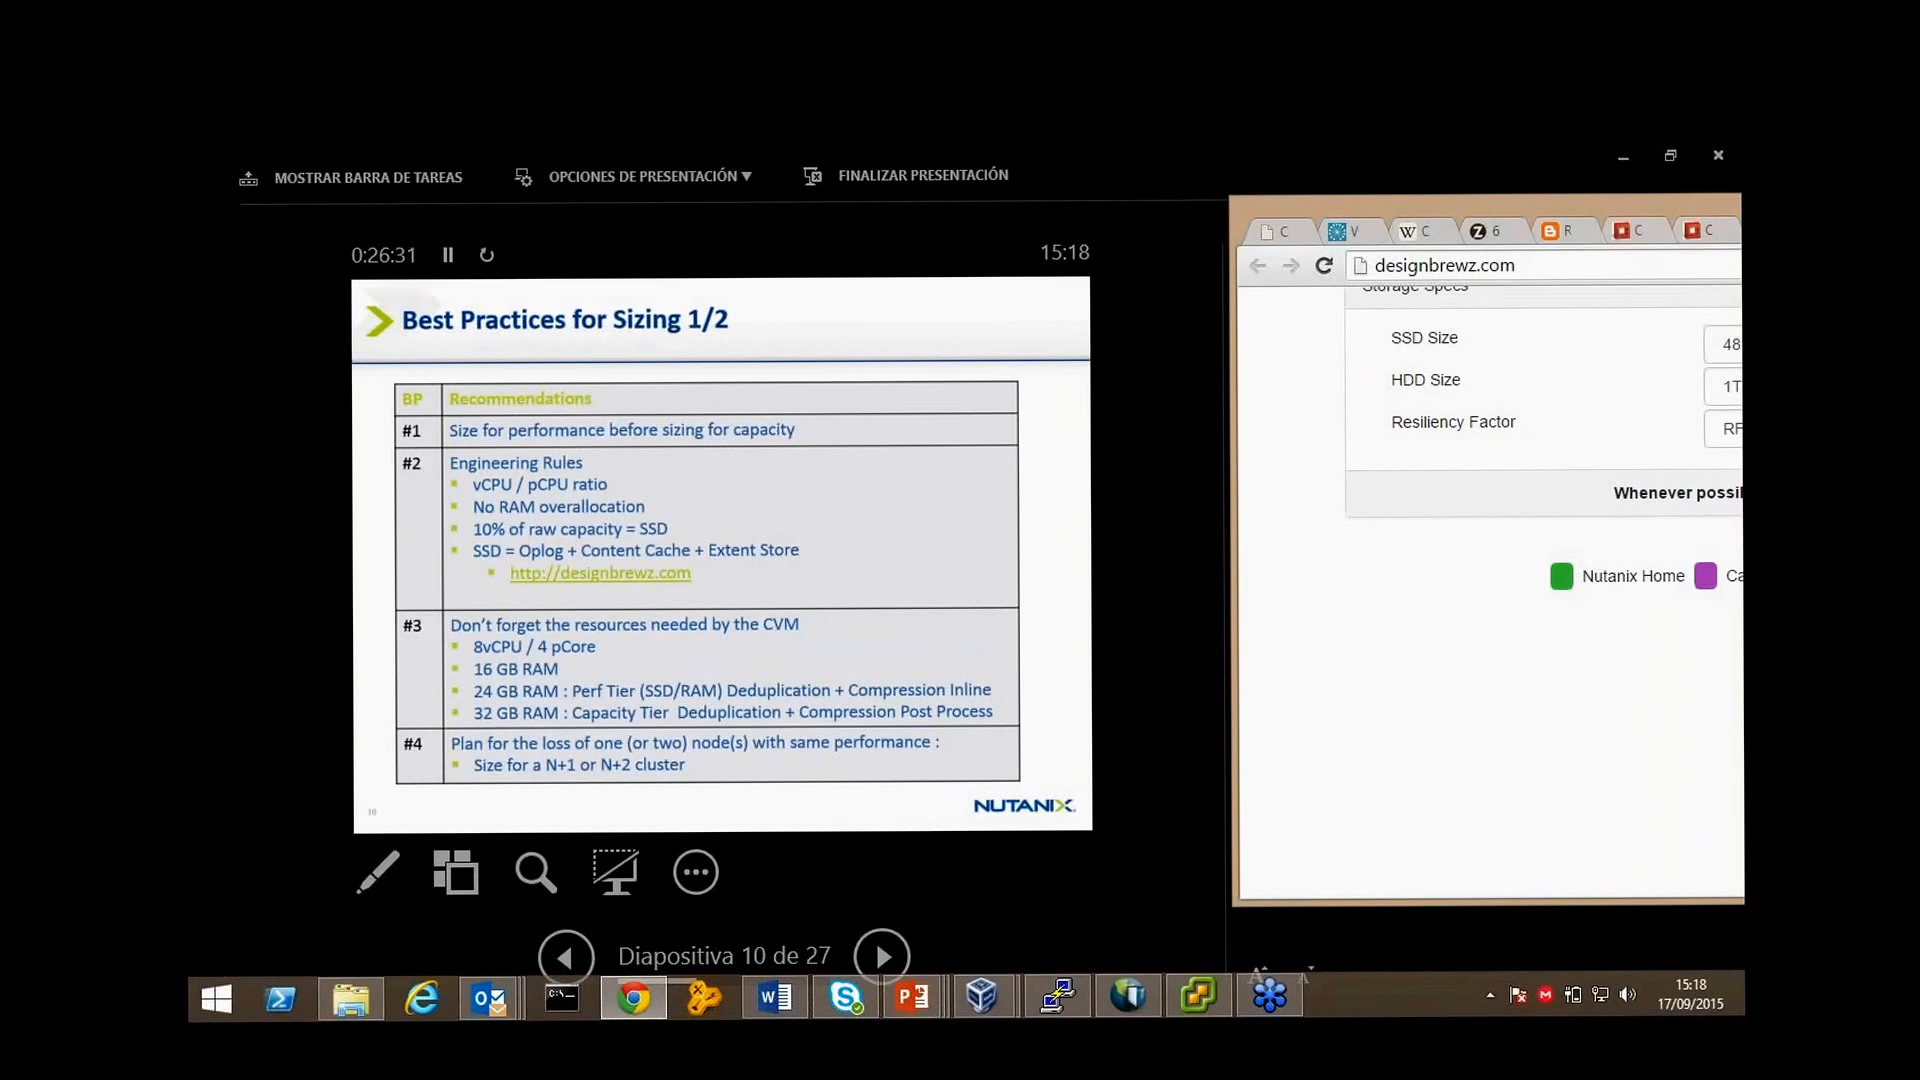 MOSTRAR BARRA DE TAREAS
OPCIONES DE PRESENTACIÓN ▼
FINALIZAR PRESENTACIÓN
0:26:31
15:18
Best Practices for Sizing 1/2
BP Recommendations
#1 Size for performance before sizing for capacity
#2 Engineering Rules
vCPU / pCPU ratio
No RAM overallocation
10% of raw capacity = SSD
SSD = Oplog + Content Cache + Extent Store
http://designbrewz.com
#3 Don't forget the resources needed by the CVM
8vCPU / 4 pCore
16 GB RAM
24 GB RAM : Perf Tier (SSD/RAM) Deduplication + Compression Inline
32 GB RAM : Capacity Tier Deduplication + Compression Post Process
#4 Plan for the loss of one (or two) node(s) with same performance :
Size for a N+1 or N+2 cluster
10
NUTANIX
Diapositiva 10 de 27
C V W C Z 6 B R C C
designbrewz.com
Storage Specs
SSD Size 48
HDD Size 1T
Resiliency Factor RF
Whenever possi
Nutanix Home Ca
15:18
17/09/2015